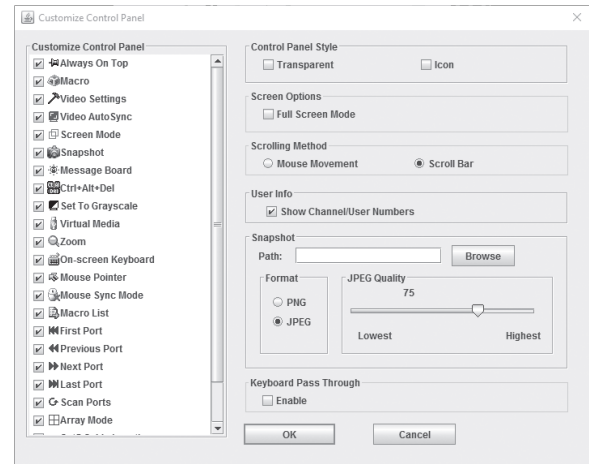 Customize Control Panel
Customize Control Panel
Always On Top
Macro
Video Settings
Video AutoSync
Screen Mode
Snapshot
Message Board
Ctrl+Alt+Del
Set To Grayscale
Virtual Media
Zoom
On-screen Keyboard
Mouse Pointer
Mouse Sync Mode
Macro List
First Port
Previous Port
Next Port
Last Port
Scan Ports
Array Mode
Control Panel Style
Transparent Icon
Screen Options
Full Screen Mode
Scrolling Method
Mouse Movement Scroll Bar
User Info
Show Channel/User Numbers
Snapshot
Path: Browse
Format
PNG
JPEG
JPEG Quality
75
Lowest Highest
Keyboard Pass Through
Enable
OK Cancel